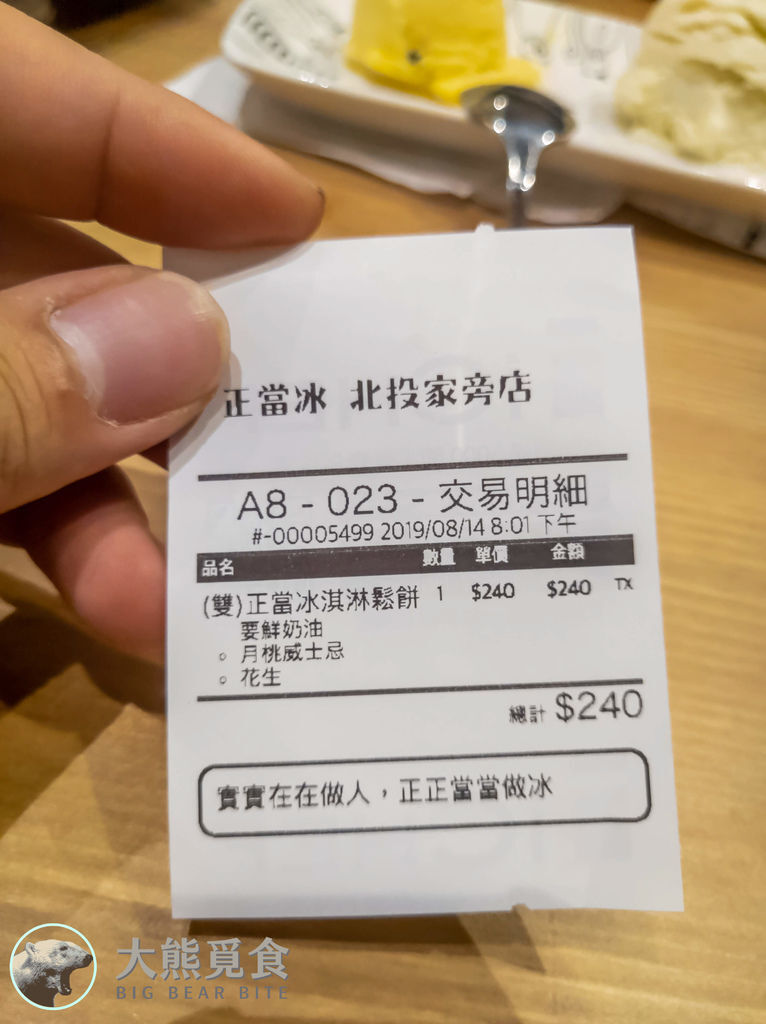 正當冰 北投家旁店
A8 - 023 - 交易明細
#-00005499 2019/08/14 8:01 下午
品名 數量 單價 金額
(雙)正當冰淇淋鬆餅 1 $240 $240 TX
要鮮奶油
。月桃威士忌
。花生
總計 $240
實實在在做人，正正當當做冰
大熊覓食
BIG BEAR BITE